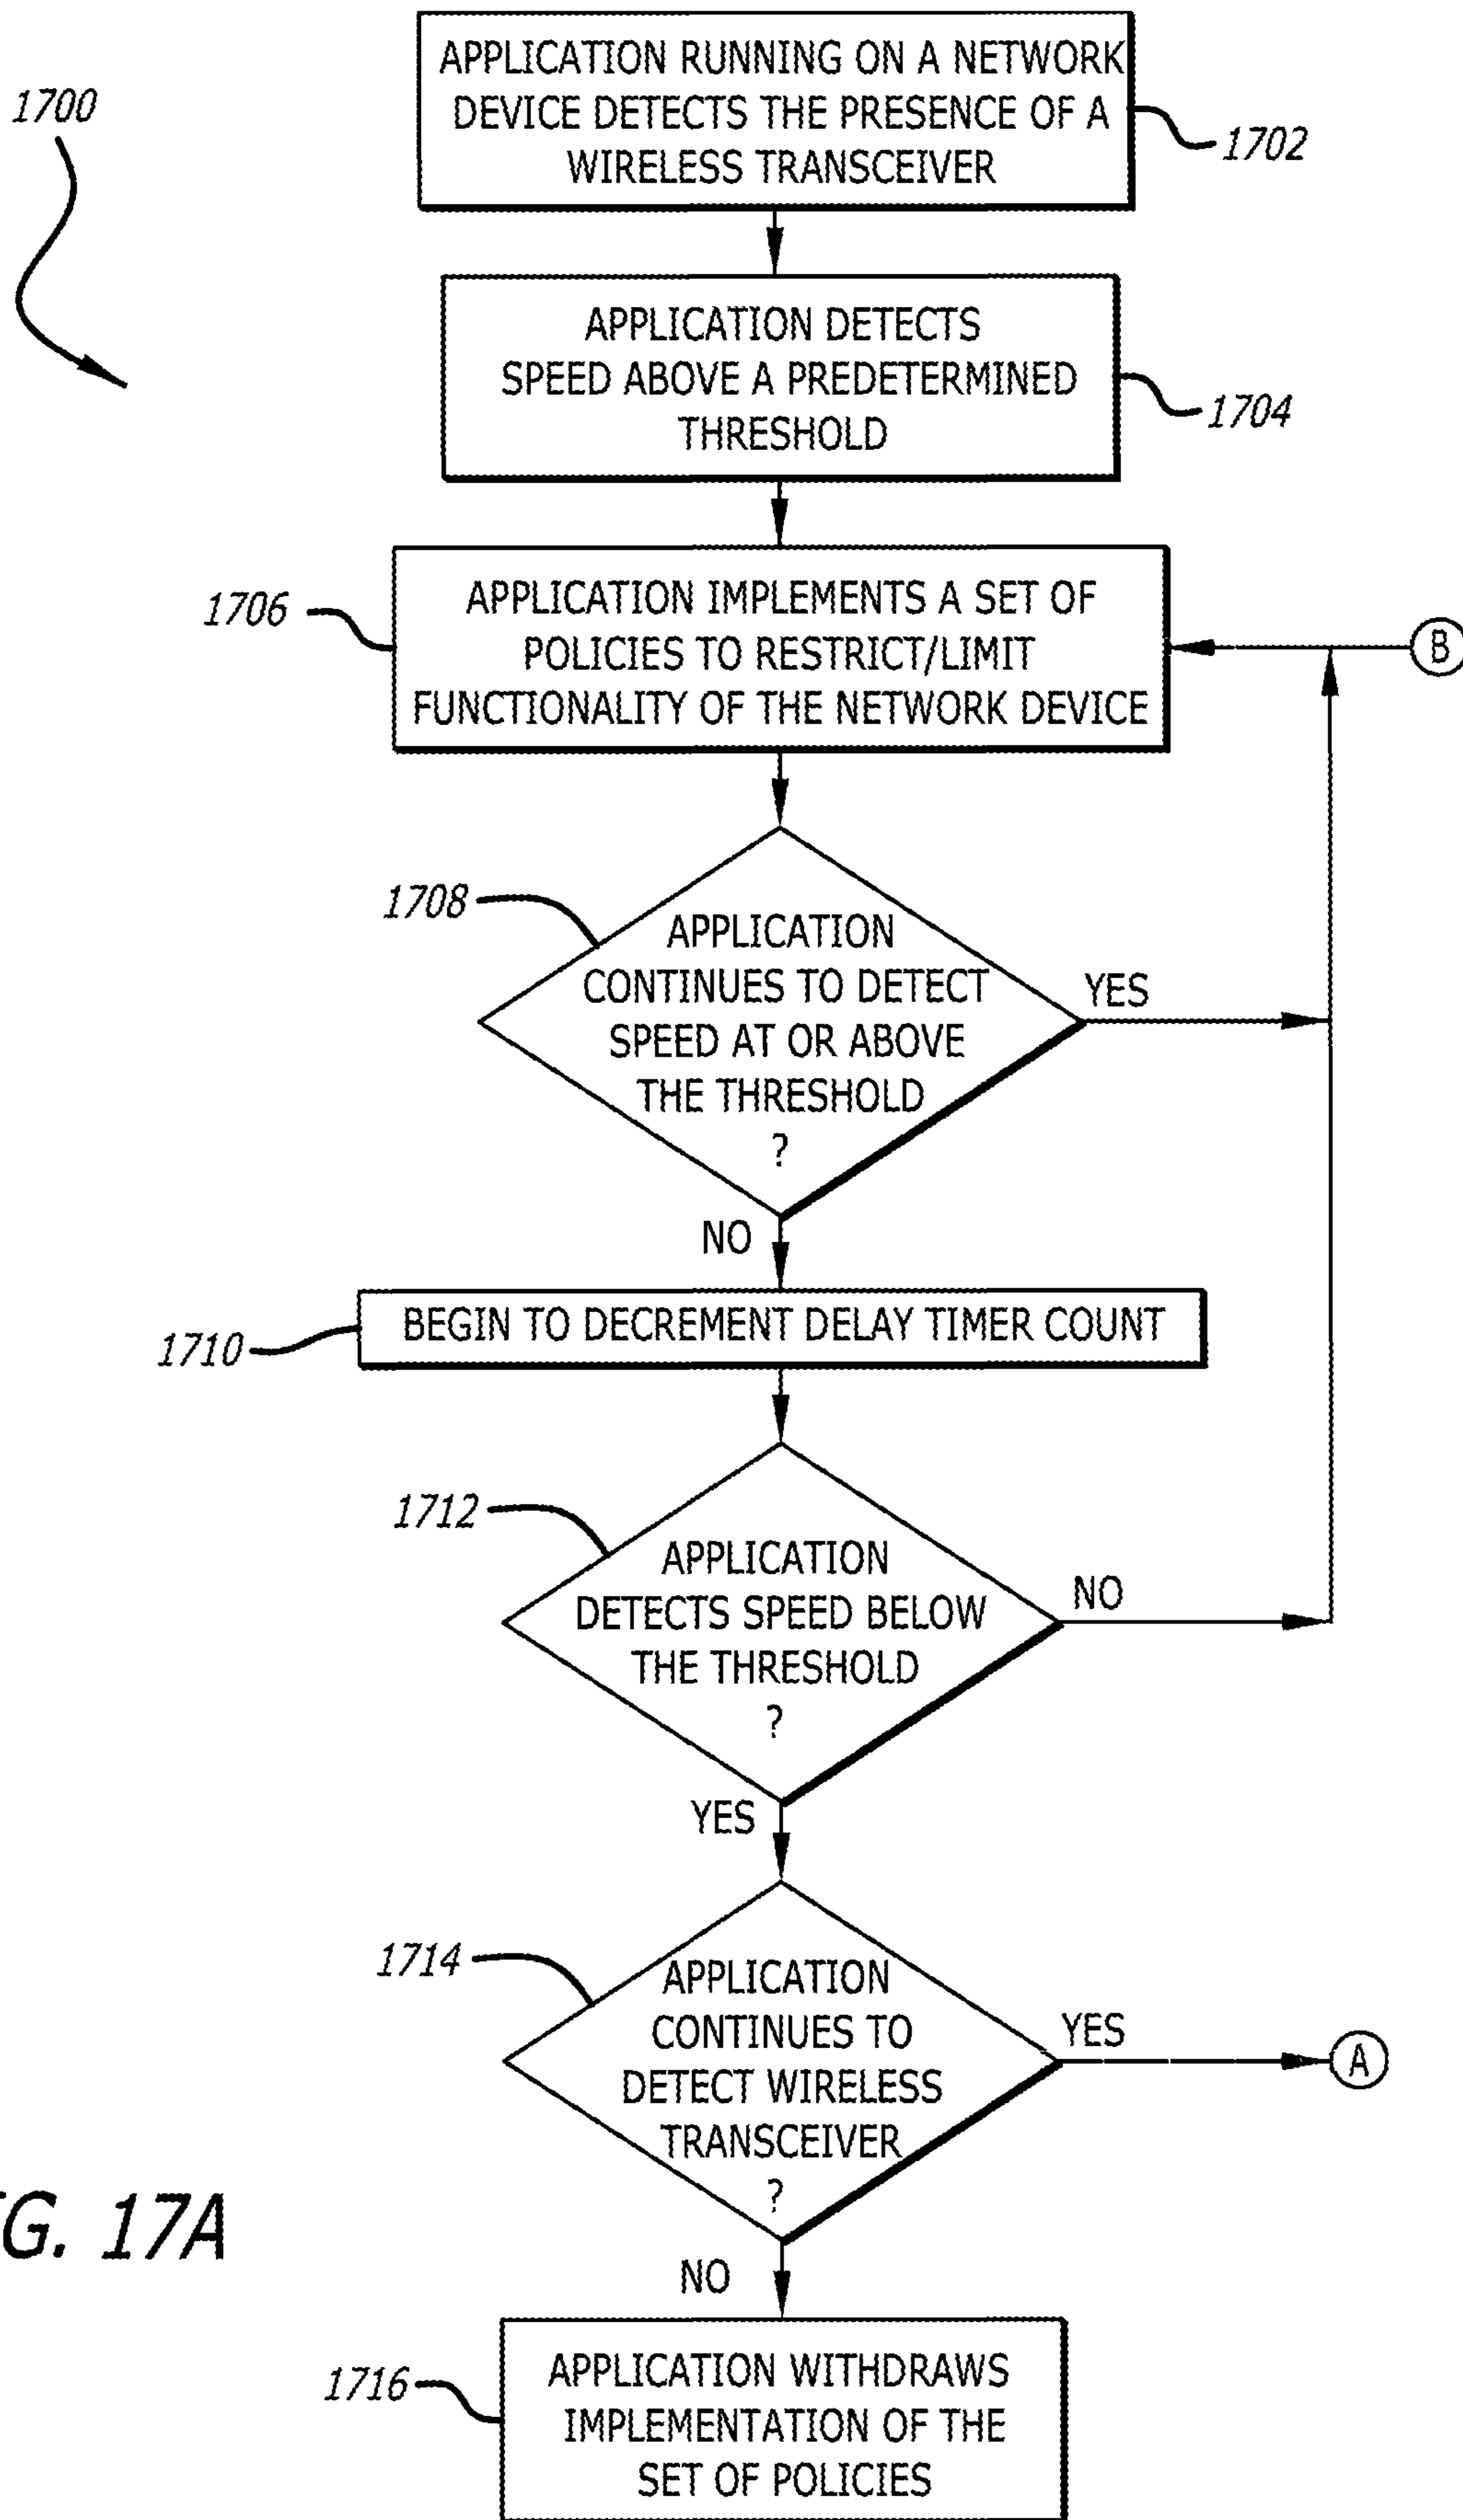 1700
APPLICATION RUNNING ON A NETWORK
DEVICE DETECTS THE PRESENCE OF A
WIRELESS TRANSCEIVER
1702
APPLICATION DETECTS
SPEED ABOVE A PREDETERMINED
THRESHOLD
1704
1706
APPLICATION IMPLEMENTS A SET OF
POLICIES TO RESTRICT/LIMIT
FUNCTIONALITY OF THE NETWORK DEVICE
B
1708
APPLICATION
CONTINUES TO DETECT
SPEED AT OR ABOVE
THE THRESHOLD
?
YES
NO
1710
BEGIN TO DECREMENT DELAY TIMER COUNT
1712
APPLICATION
DETECTS SPEED BELOW
THE THRESHOLD
?
NO
YES
1714
APPLICATION
CONTINUES TO
DETECT WIRELESS
TRANSCEIVER
?
YES
A
NO
G. 17A
1716
APPLICATION WITHDRAWS
IMPLEMENTATION OF THE
SET OF POLICIES